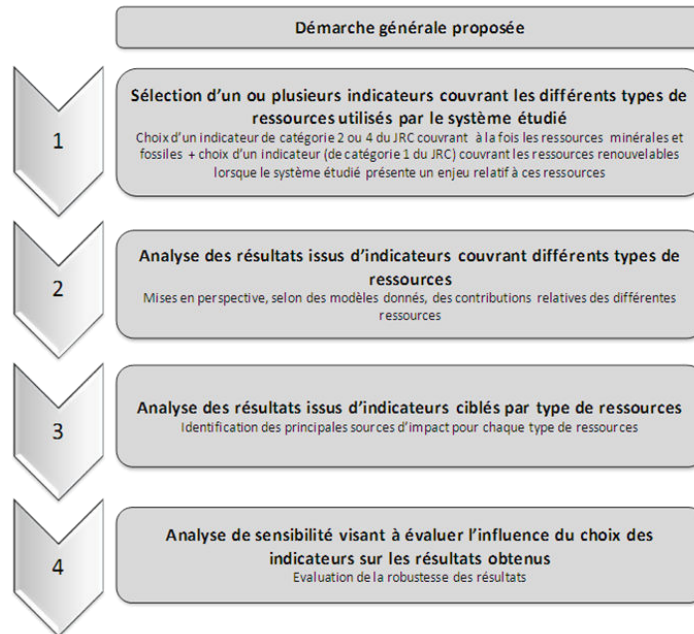 Démarche générale proposée
1
Sélection d'un ou plusieurs indicateurs couvrant les différents types de
ressources utilisés par le système étudié
Choix d'un indicateur de catégorie 2 ou 4 du JRC couvrant à la fois les ressources minérales et
fossiles + choix d'un indicateur (de catégorie 1 du JRC) couvrant les ressources renouvelables
lorsque le système étudié présente un enjeu relatif à ces ressources
2
Analyse des résultats issus d'indicateurs couvrant différents types de
ressources
Mises en perspective, selon des modèles donnés, des contributions relatives des différentes
ressources
3
Analyse des résultats issus d'indicateurs ciblés par type de ressources
Identification des principales sources d'impact pour chaque type de ressources
4
Analyse de sensibilité visant à évaluer l'influence du choix des
indicateurs sur les résultats obtenus
Evaluation de la robustesse des résultats